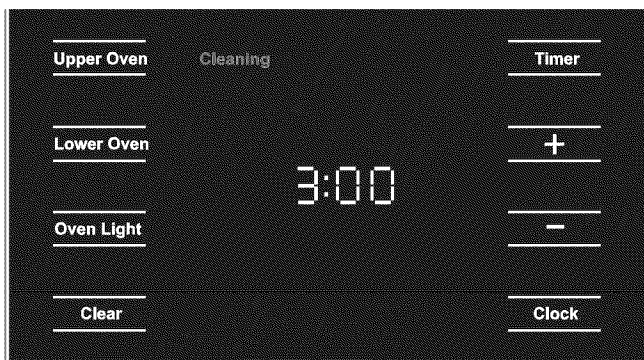 Upper Oven
Cleaning
Timer
Lower Oven
+
3:00
Oven Light
-
Clear
Clock